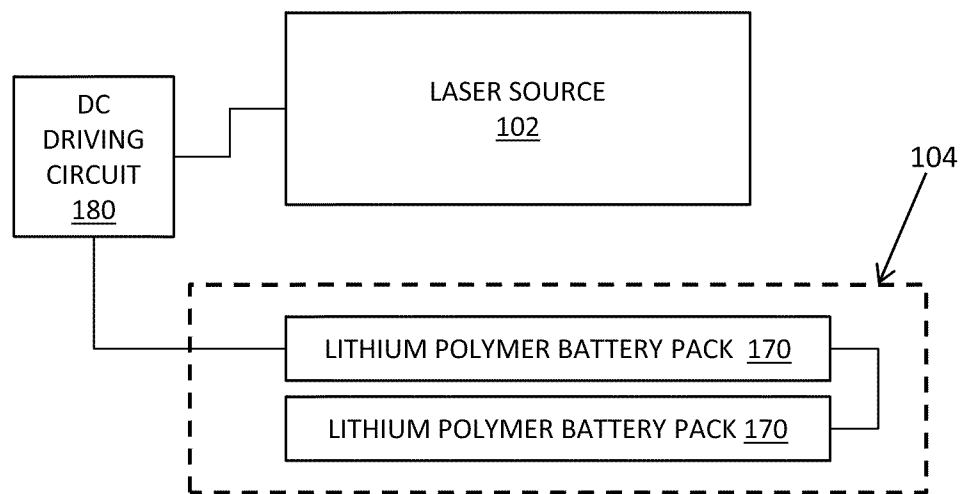 DC
DRIVING
CIRCUIT
180
LASER SOURCE
102
104
LITHIUM POLYMER BATTERY PACK 170
LITHIUM POLYMER BATTERY PACK 170